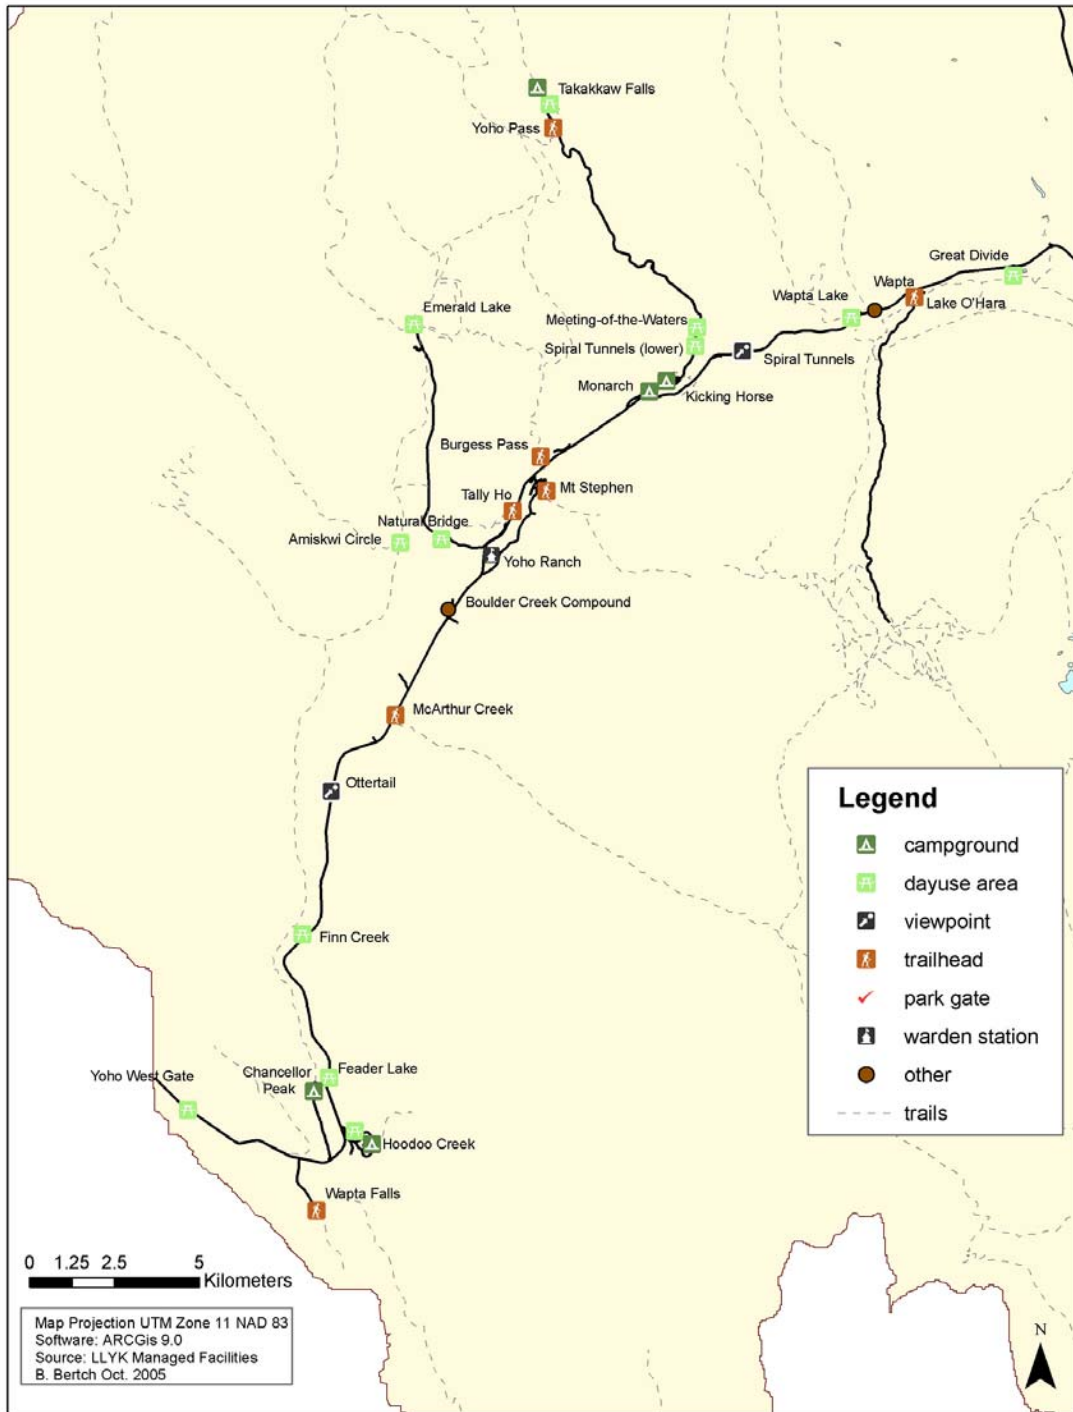 Takakkaw Falls
Yoho Pass
Great Divide
Wapta
Wapta Lake
Lake O'Hara
Emerald Lake
Meeting-of-the-Waters
Spiral Tunnels (lower)
Spiral Tunnels
Monarch
Kicking Horse
Burgess Pass
Mt Stephen
Tally Ho
Natural Bridge
Amiskwi Circle
Yoho Ranch
Boulder Creek Compound
McArthur Creek
Ottertail
Finn Creek
Feader Lake
Chancellor
Peak
Yoho West Gate
Hoodoo Creek
Wapta Falls
Legend
campground
dayuse area
viewpoint
trailhead
park gate
warden station
other
trails
0 1.25 2.5 5
Kilometers
Map Projection UTM Zone 11 NAD 83
Software: ARCGis 9.0
Source: LLYK Managed Facilities
B. Bertch Oct. 2005
N